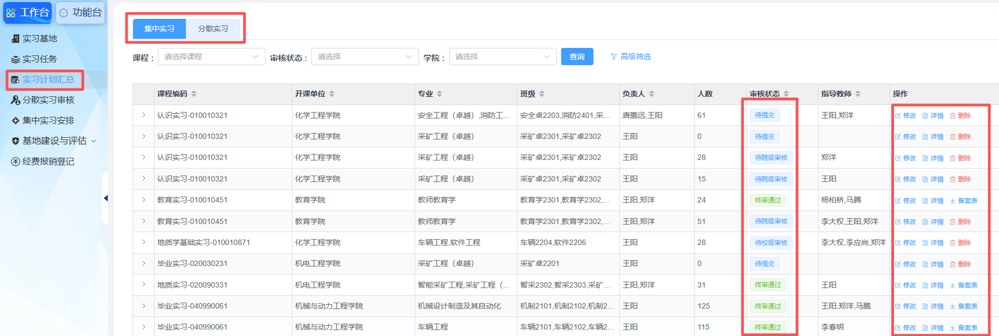 工作台 功能台
实习基地
实习任务
实习计划汇总
分散实习审核
集中实习安排
基地建设与评估
经费报销登记
集中实习 分散实习
课程： 请选择课程 审核状态： 请选择 学院： 请选择 查询 高级筛选
课程编码 开课单位 专业 班级 负责人 人数 审核状态 指导教师 操作
认识实习-010010321 化学工程学院 安全工程（卓越）,消防工... 安全卓2203,消防2401,采... 唐鹏远,王阳 61 待提交 王阳,郑洋 修改 详情 删除
认识实习-010010321 化学工程学院 采矿工程（卓越） 采矿卓2301,采矿卓2302 王阳 0 待提交 修改 详情 删除
认识实习-010010321 化学工程学院 采矿工程（卓越） 采矿卓2301,采矿卓2302 王阳 28 待院级审核 郑洋 修改 详情 删除
认识实习-010010321 化学工程学院 采矿工程（卓越） 采矿卓2301,采矿卓2302 王阳 15 待院级审核 王阳 修改 详情 删除
教育实习-010010451 教育学院 教师教育学 教育学2301,教育学2302,... 王阳,郑洋 24 终审通过 杨柏桥,马腾 修改 详情 备案表
教育实习-010010451 教育学院 教师教育学 教育学2301,教育学2302,... 王阳,郑洋 51 待院级审核 李大权,王阳,郑洋 修改 详情 删除
地质学基础实习-010010871 化学工程学院 车辆工程,软件工程 车辆2204,软件2206 王阳 28 待校级审核 李大权,李应尚,郑洋 修改 详情 删除
毕业实习-020030231 机电工程学院 采矿工程（卓越） 采矿卓2201 王阳 0 待提交 修改 详情 删除
地质实习-020090331 机电工程学院 智能采矿工程,采矿工程（... 智采2302,智采2303,采矿... 王阳,郑洋 31 终审通过 王阳 修改 详情 备案表
毕业实习-040990061 机械与动力工程学院 机械设计制造及其自动化 机制2101,机制2102,机制2... 王阳 125 终审通过 王阳,郑洋,马鹏 修改 详情 备案表
毕业实习-040990061 机械与动力工程学院 车辆工程 车辆2101,车辆2102,车辆2... 王阳 115 终审通过 李春明 修改 详情 备案表